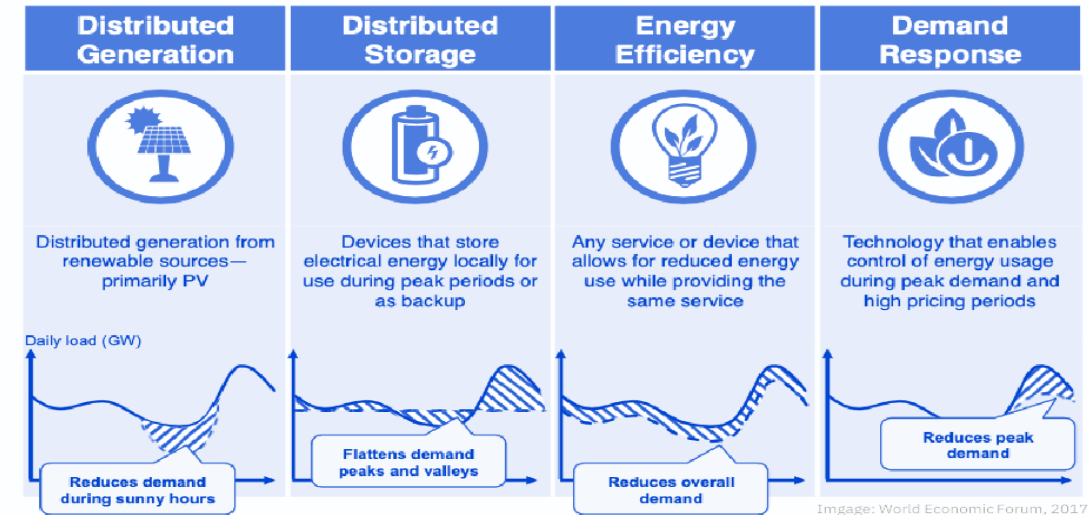 Distributed
Generation
Distributed
Storage
Energy
Efficiency
Demand
Response
Distributed generation from
renewable sources—
primarily PV
Devices that store
electrical energy locally for
use during peak periods or
as backup
Any service or device that
allows for reduced energy
use while providing the
same service
Technology that enables
control of energy usage
during peak demand and
high pricing periods
Daily load (GW)
Reduces demand
during sunny hours
Flattens demand
peaks and valleys
Reduces overall
demand
Reduces peak
demand
Imgage: World Economic Forum, 2017